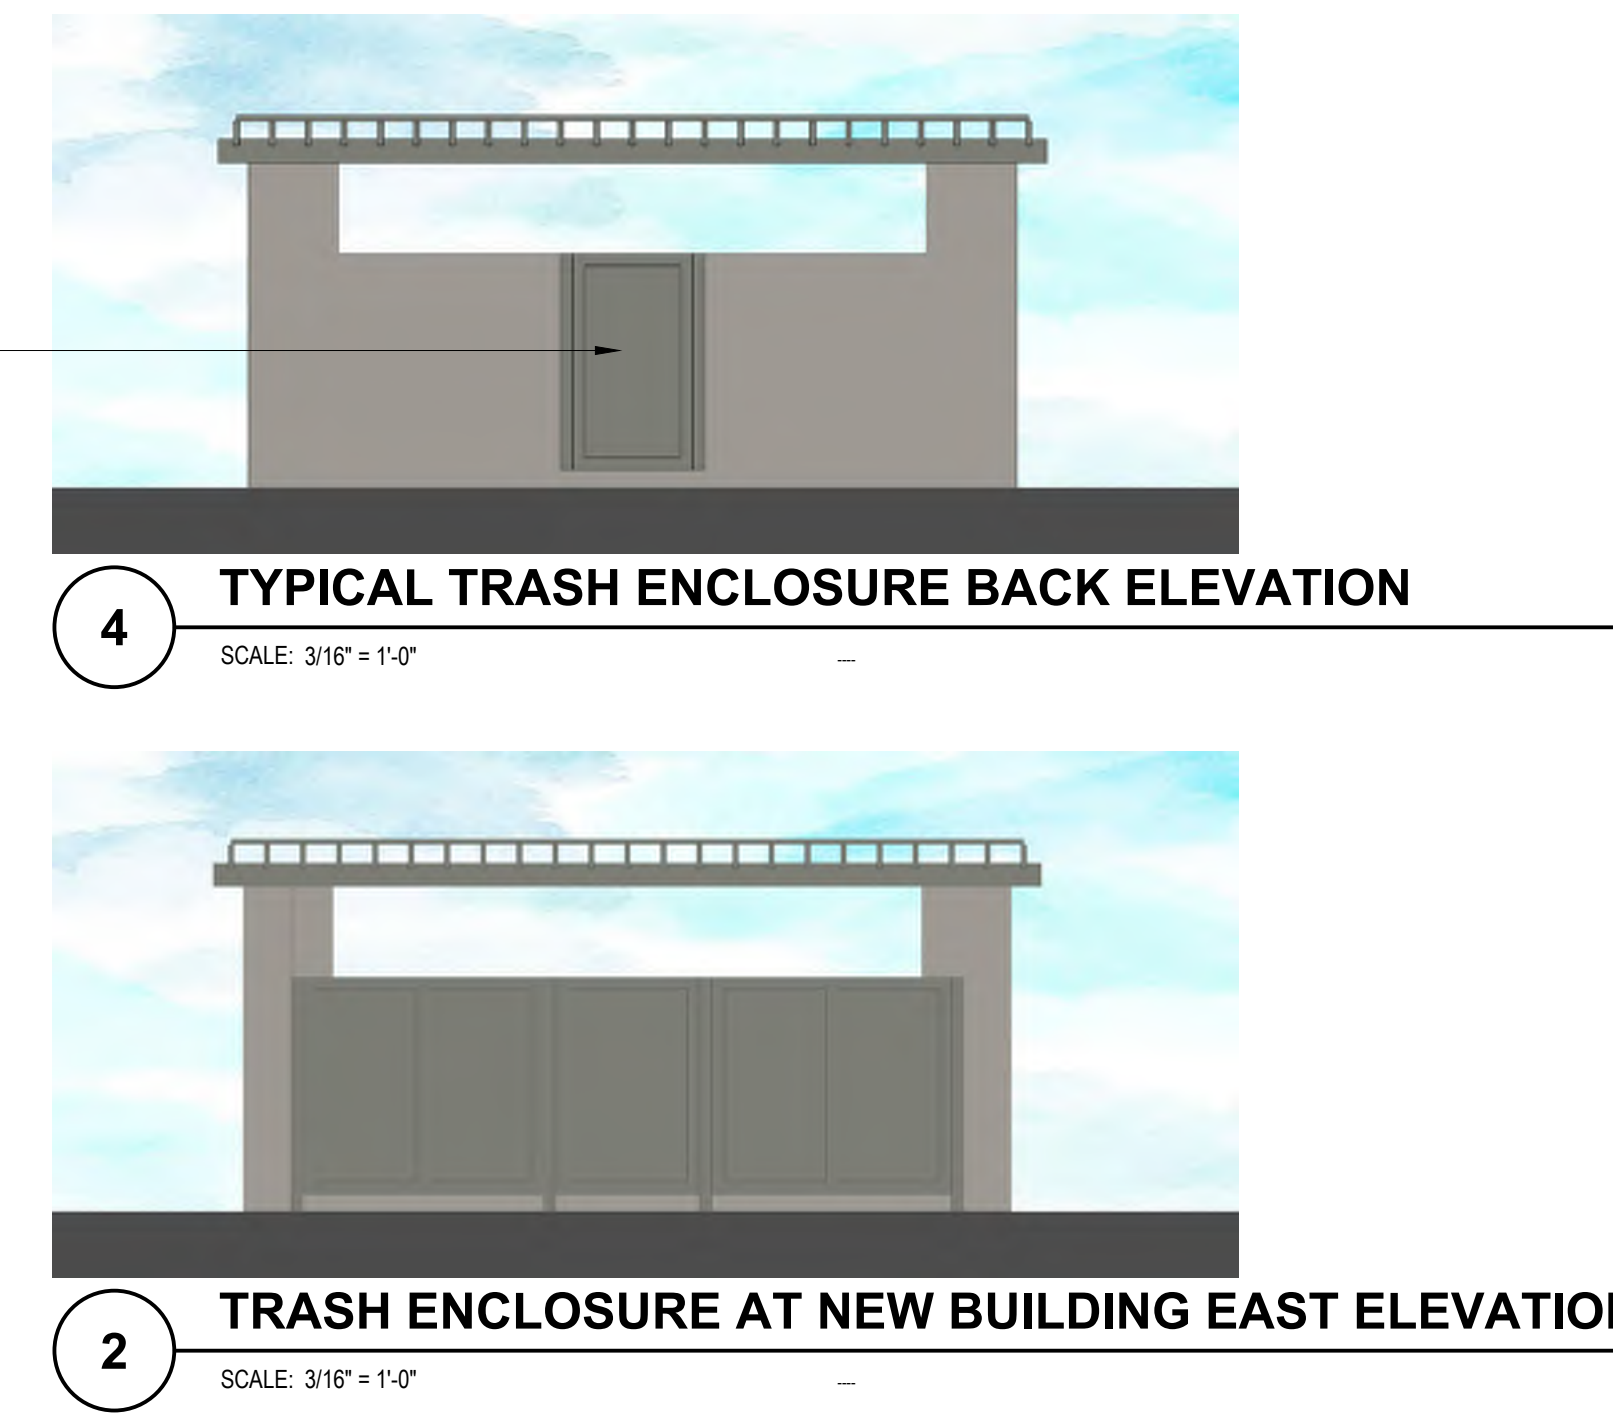 TYPICAL TRASH ENCLOSURE BACK ELEVATION
4
SCALE: 3/16" = 1'-0"
----
TRASH ENCLOSURE AT NEW BUILDING EAST ELEVATION
2
SCALE: 3/16" = 1'-0"
----